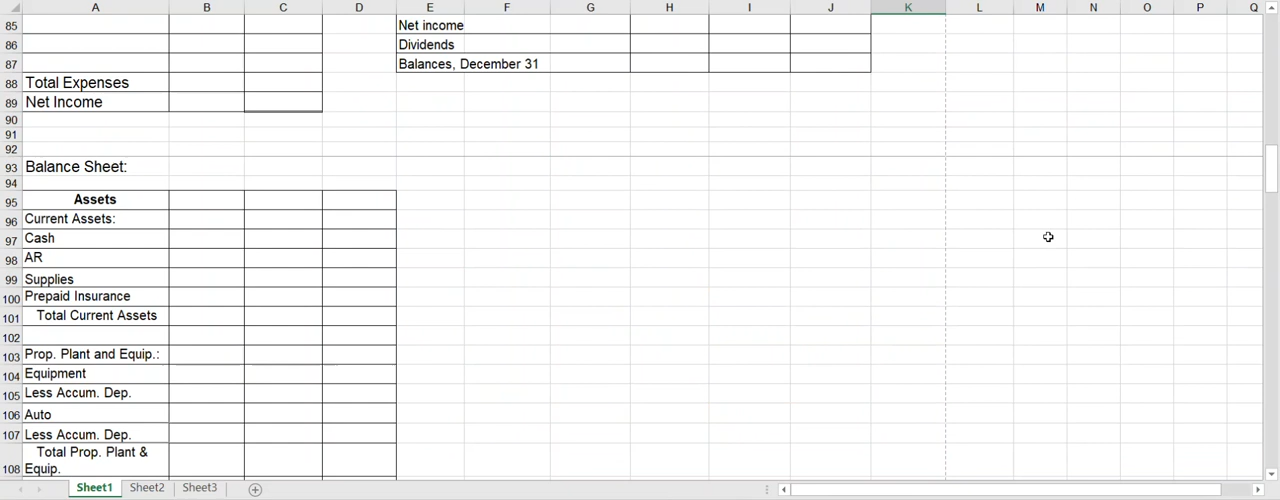 A B C D E F G H I J K L M N O P Q
85 Net income
86 Dividends
87 Balances, December 31
88 Total Expenses
89 Net Income
90
91
92
93 Balance Sheet:
94
95 Assets
96 Current Assets:
97 Cash
98 AR
99 Supplies
100 Prepaid Insurance
101 Total Current Assets
102
103 Prop. Plant and Equip.:
104 Equipment
105 Less Accum. Dep.
106 Auto
107 Less Accum. Dep.
Total Prop. Plant &
108 Equip.
Sheet1 Sheet2 Sheet3